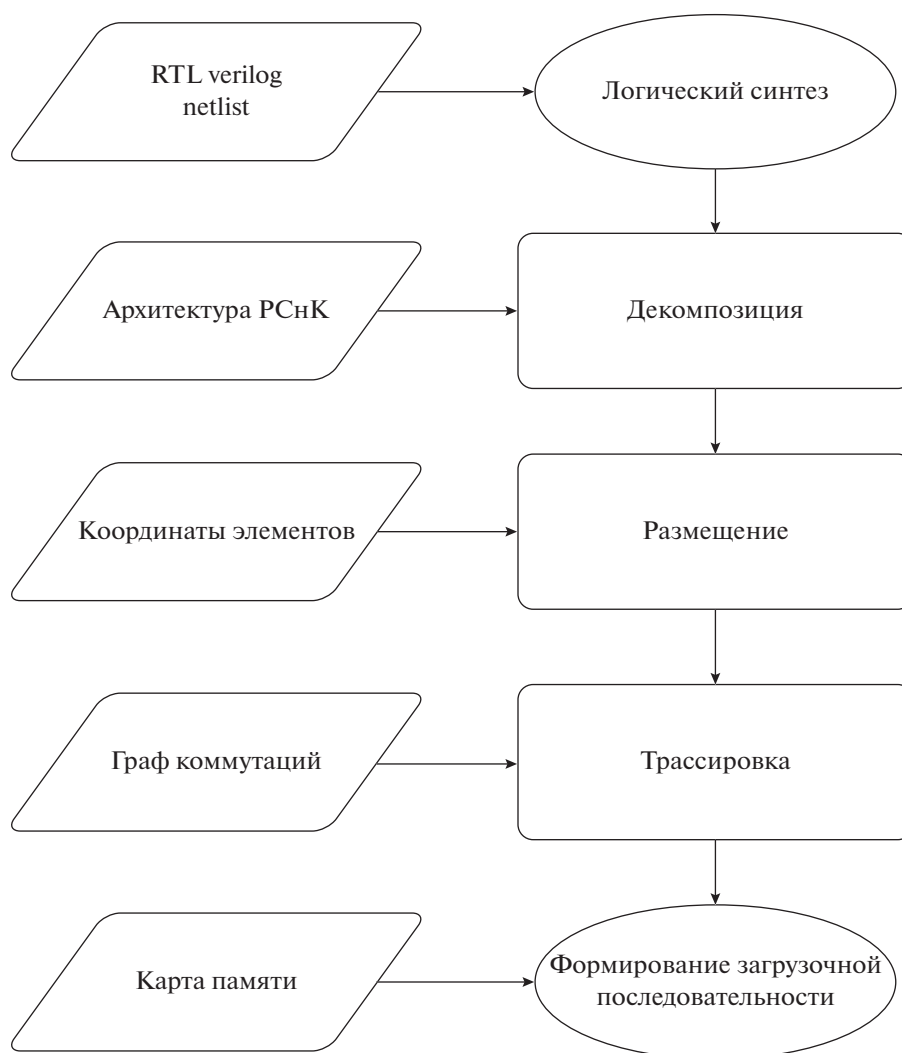 RTL verilog
netlist
Логический синтез
Архитектура РСнК
Декомпозиция
Координаты элементов
Размещение
Граф коммутаций
Трассировка
Карта памяти
Формирование загрузочной
последовательности